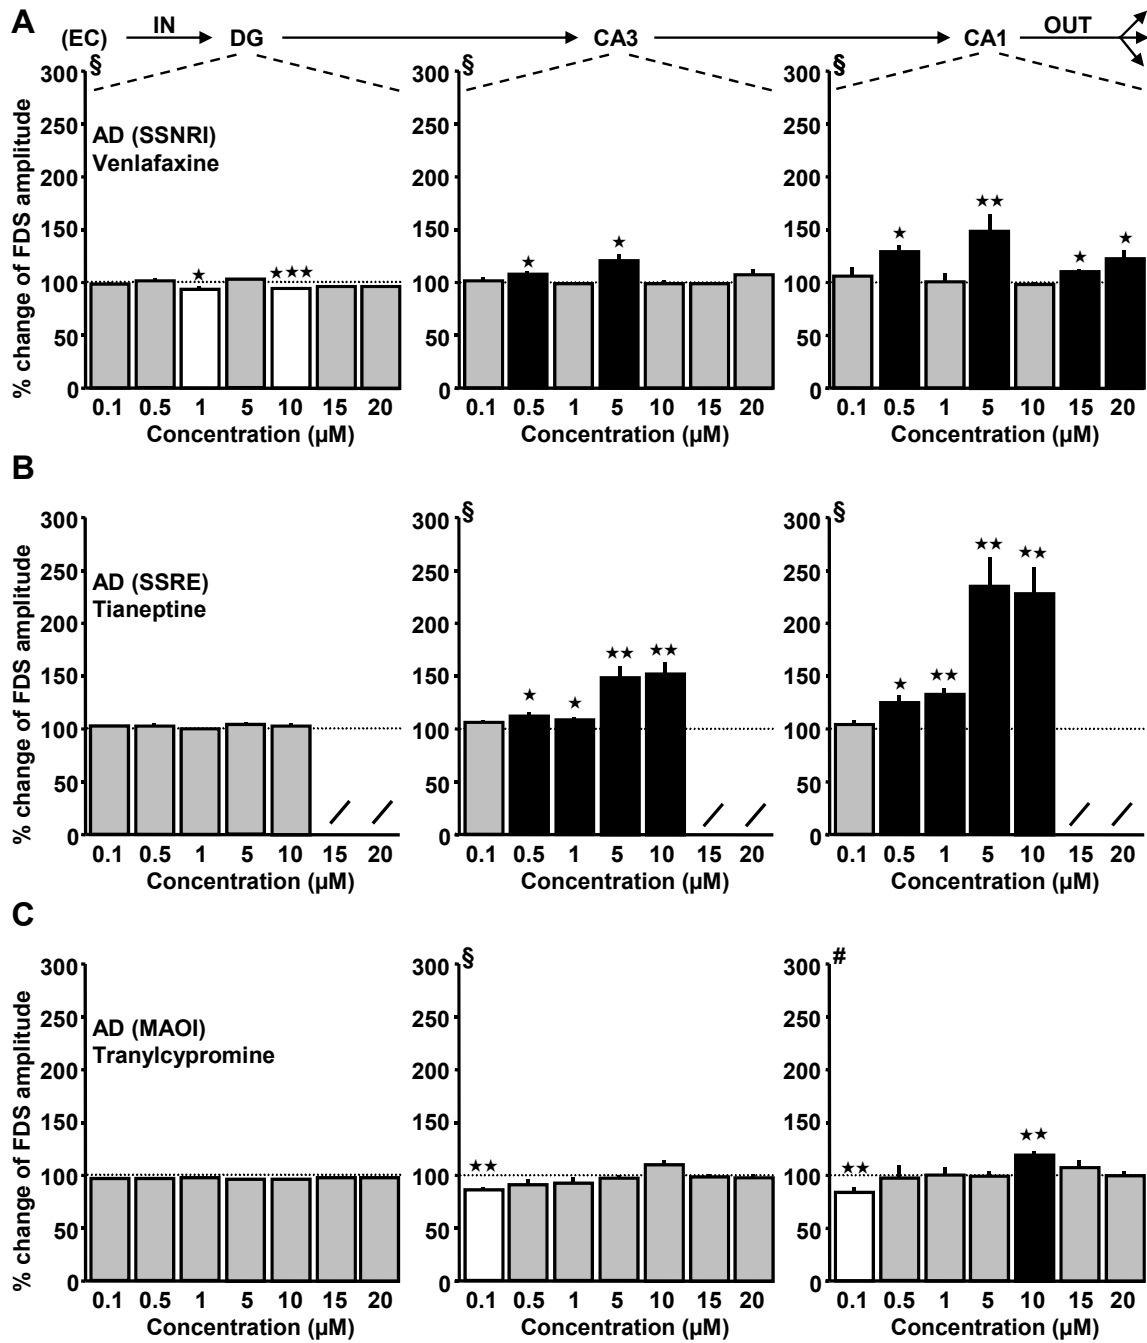 A
(EC) IN DG CA3 CA1 OUT
§ § §
300 300 300
250 250 250
200 200 200
150 150 150
100 100 100
50 50 50
0 0 0
% change of FDS amplitude
AD (SSNRI)
Venlafaxine
★ ★★★ ★ ★ ★ ★★ ★ ★
0.1 0.5 1 5 10 15 20 0.1 0.5 1 5 10 15 20 0.1 0.5 1 5 10 15 20
Concentration (µM) Concentration (µM) Concentration (µM)
B
§ §
300 300 300
250 250 250
200 200 200
150 150 150
100 100 100
50 50 50
0 0 0
% change of FDS amplitude
AD (SSRE)
Tianeptine
★ ★ ★★ ★★ ★ ★★ ★★ ★★
0.1 0.5 1 5 10 15 20 0.1 0.5 1 5 10 15 20 0.1 0.5 1 5 10 15 20
Concentration (µM) Concentration (µM) Concentration (µM)
C
§ #
300 300 300
250 250 250
200 200 200
150 150 150
100 100 100
50 50 50
0 0 0
% change of FDS amplitude
AD (MAOI)
Tranylcypromine
★★ ★★ ★★
0.1 0.5 1 5 10 15 20 0.1 0.5 1 5 10 15 20 0.1 0.5 1 5 10 15 20
Concentration (µM) Concentration (µM) Concentration (µM)